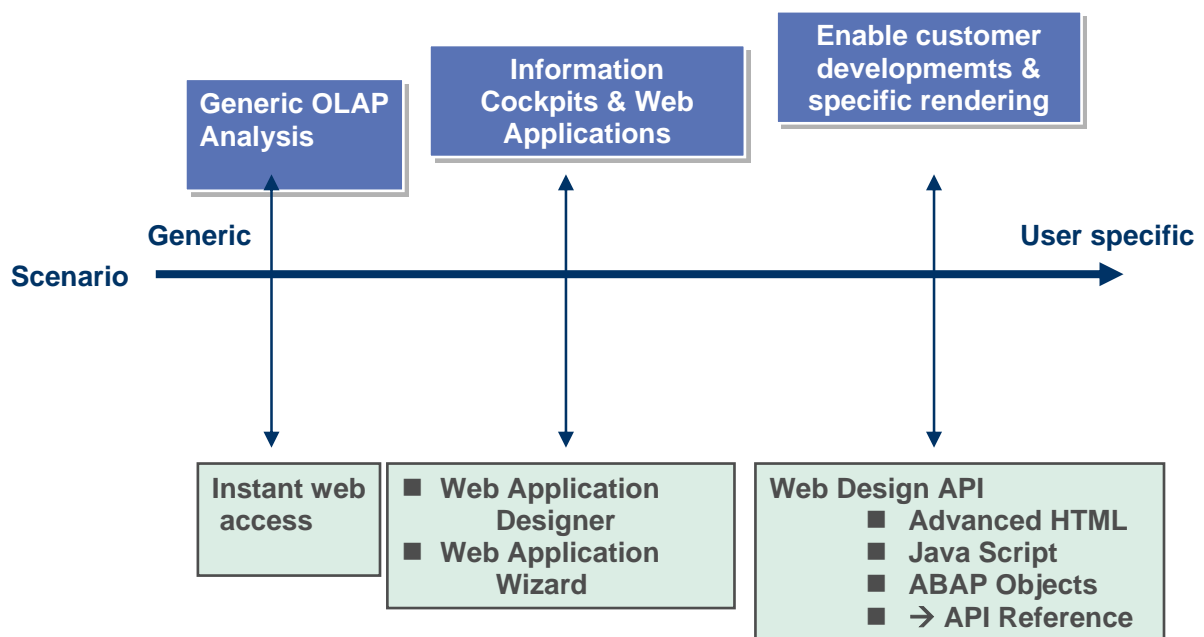 Generic OLAP
Analysis
Information
Cockpits & Web
Applications
Enable customer
developmemts &
specific rendering
Generic
User specific
Scenario
Instant web
access
■ Web Application
Designer
■ Web Application
Wizard
Web Design API
■ Advanced HTML
■ Java Script
■ ABAP Objects
■ → API Reference